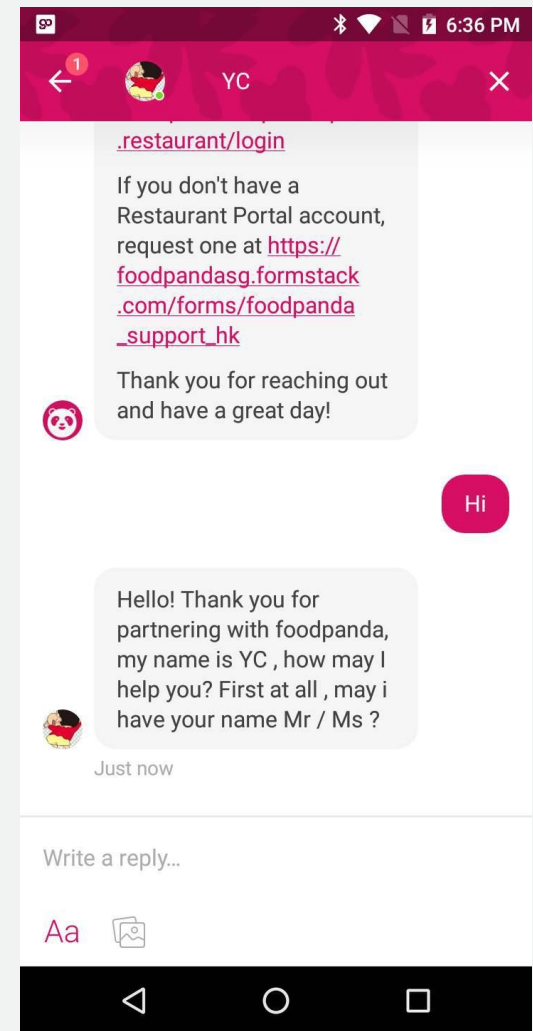 6:36 PM
1
YC
.restaurant/login
If you don't have a
Restaurant Portal account,
request one at https://
foodpandasg.formstack
.com/forms/foodpanda
_support_hk
Thank you for reaching out
and have a great day!
Hi
Hello! Thank you for
partnering with foodpanda,
my name is YC , how may I
help you? First at all , may i
have your name Mr / Ms ?
Just now
Write a reply...
Aa